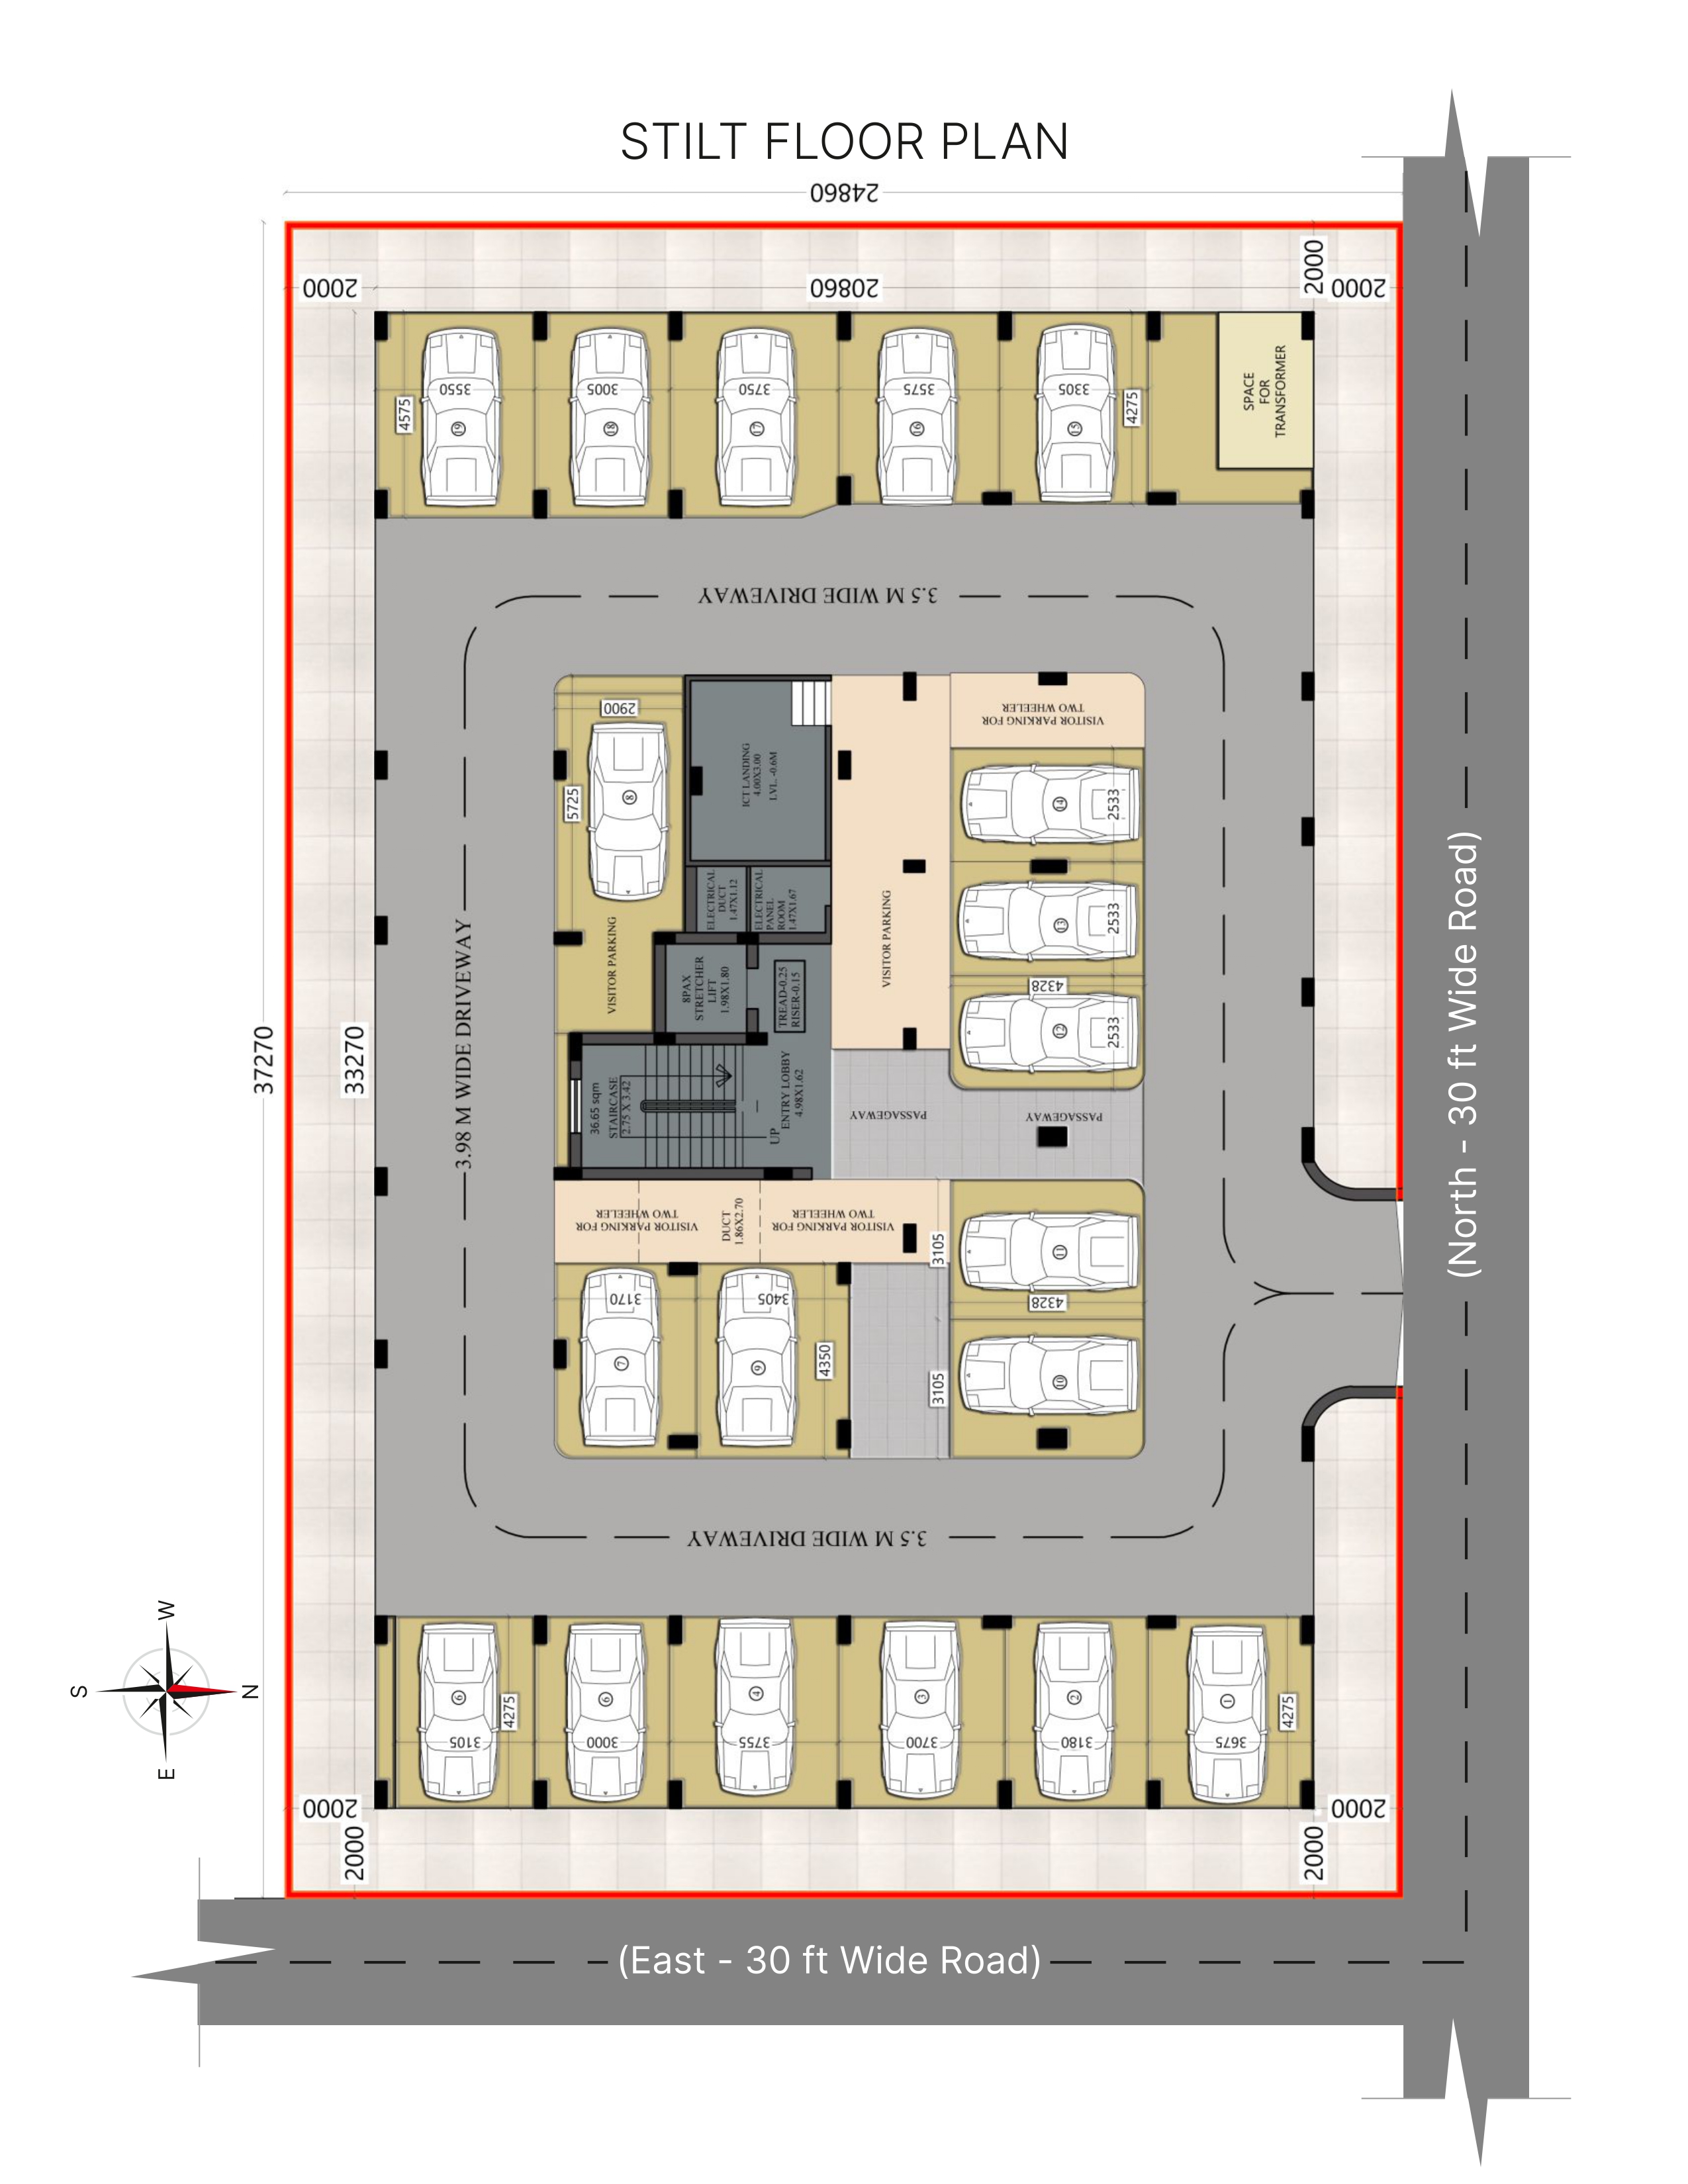 STILT FLOOR PLAN
24860
2000
20860
2000
2000
3550
3005
3750
3575
3305
4575
4275
19
18
17
16
15
SPACE
FOR
TRANSFORMER
3.5 M WIDE DRIVEWAY
2900
5725
8
VISITOR PARKING
ICT LANDING
4.00X3.00
LVL. -0.6M
ELECTRICAL
DUCT
1.47X1.12
ELECTRICAL
PANEL
ROOM
1.47X1.67
VISITOR PARKING FOR
TWO WHEELER
14
2533
13
2533
4328
12
2533
VISITOR PARKING
8PAX
STRETCHER
LIFT
1.98X1.80
TREAD-0.25
RISER-0.15
3.98 M WIDE DRIVEWAY
37270
33270
36.65 sqm
STAIRCASE
2.75 X 3.42
UP
ENTRY LOBBY
4.98X1.62
PASSAGEWAY
PASSAGEWAY
VISITOR PARKING FOR
TWO WHEELER
DUCT
1.86X2.70
VISITOR PARKING FOR
TWO WHEELER
3105
11
4328
3170
3405
7
9
4350
3105
10
3.5 M WIDE DRIVEWAY
6
6
4
3
2
1
4275
4275
3105
3000
3755
3700
3180
3675
2000
2000
2000
2000
W
S
N
E
(North - 30 ft Wide Road)
(East - 30 ft Wide Road)